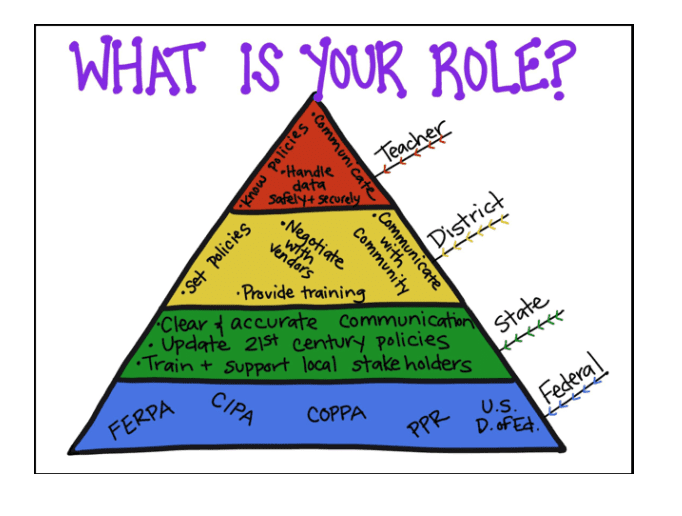 WHAT IS YOUR ROLE?
• Know policies
• Communicate
• Handle
data
safely + securely
Teacher
• Set policies
• Negotiate
with
vendors
• Communicate
with
community
• Provide training
District
• Clear & accurate communication
• Update 21st century policies
• Train + support local stakeholders
State
FERPA
CIPA
COPPA
PPR
U.S.
D. of Ed.
Federal